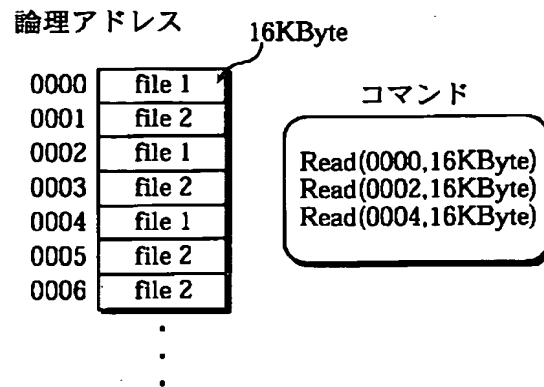 論理アドレス
16KByte
0000 file 1
0001 file 2
0002 file 1
0003 file 2
0004 file 1
0005 file 2
0006 file 2
コマンド
Read(0000,16KByte)
Read(0002,16KByte)
Read(0004,16KByte)